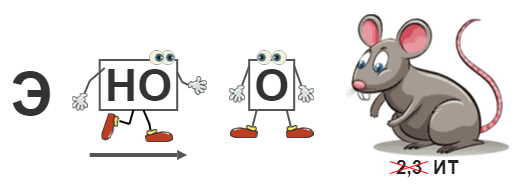 Э НО О
2,3 ИТ